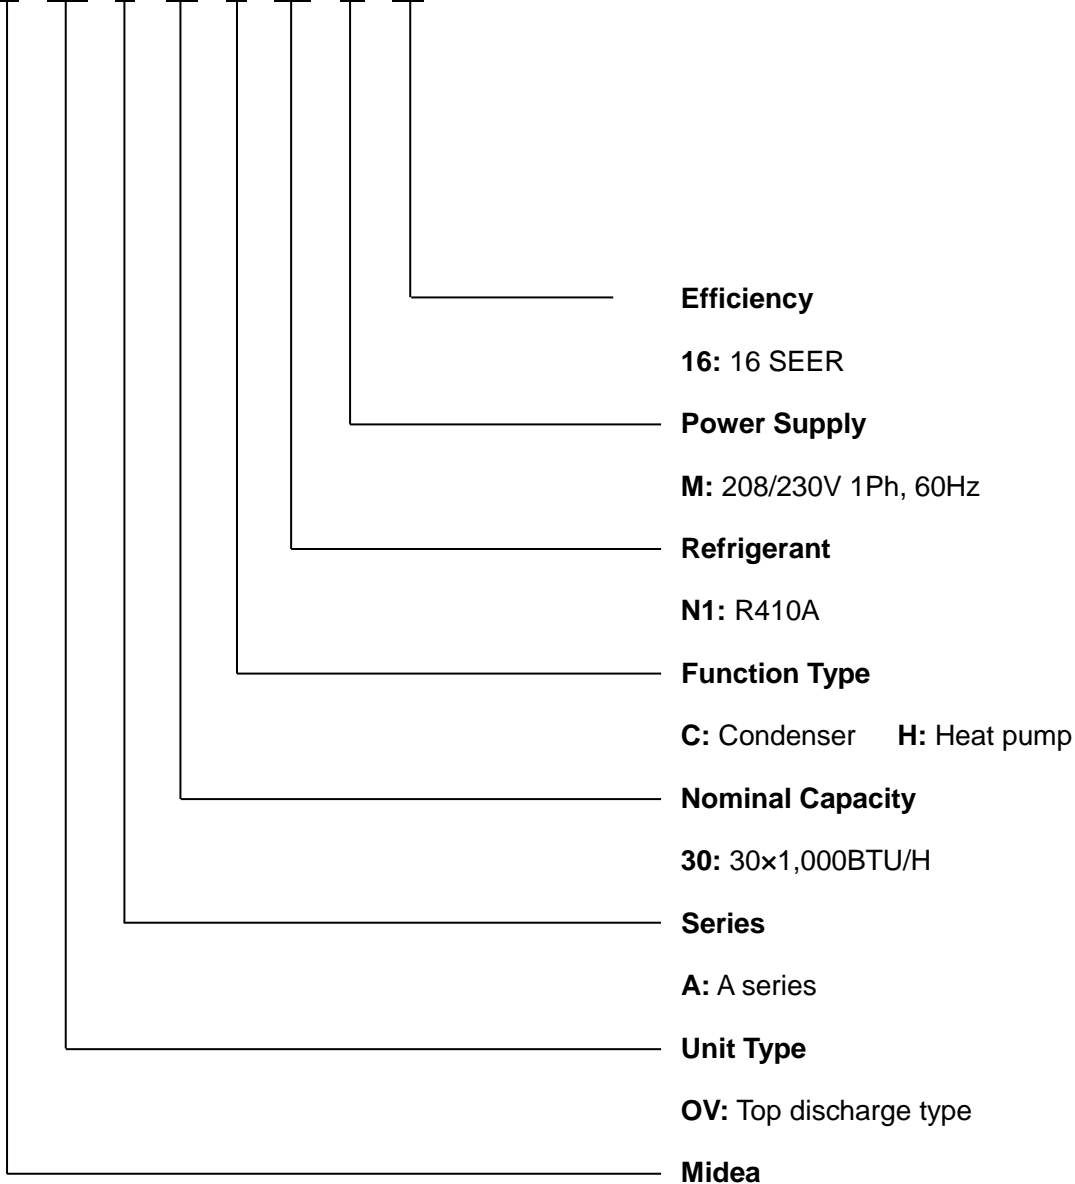 Efficiency
16: 16 SEER
Power Supply
M: 208/230V 1Ph, 60Hz
Refrigerant
N1: R410A
Function Type
C: Condenser H: Heat pump
Nominal Capacity
30: 30×1,000BTU/H
Series
A: A series
Unit Type
OV: Top discharge type
Midea